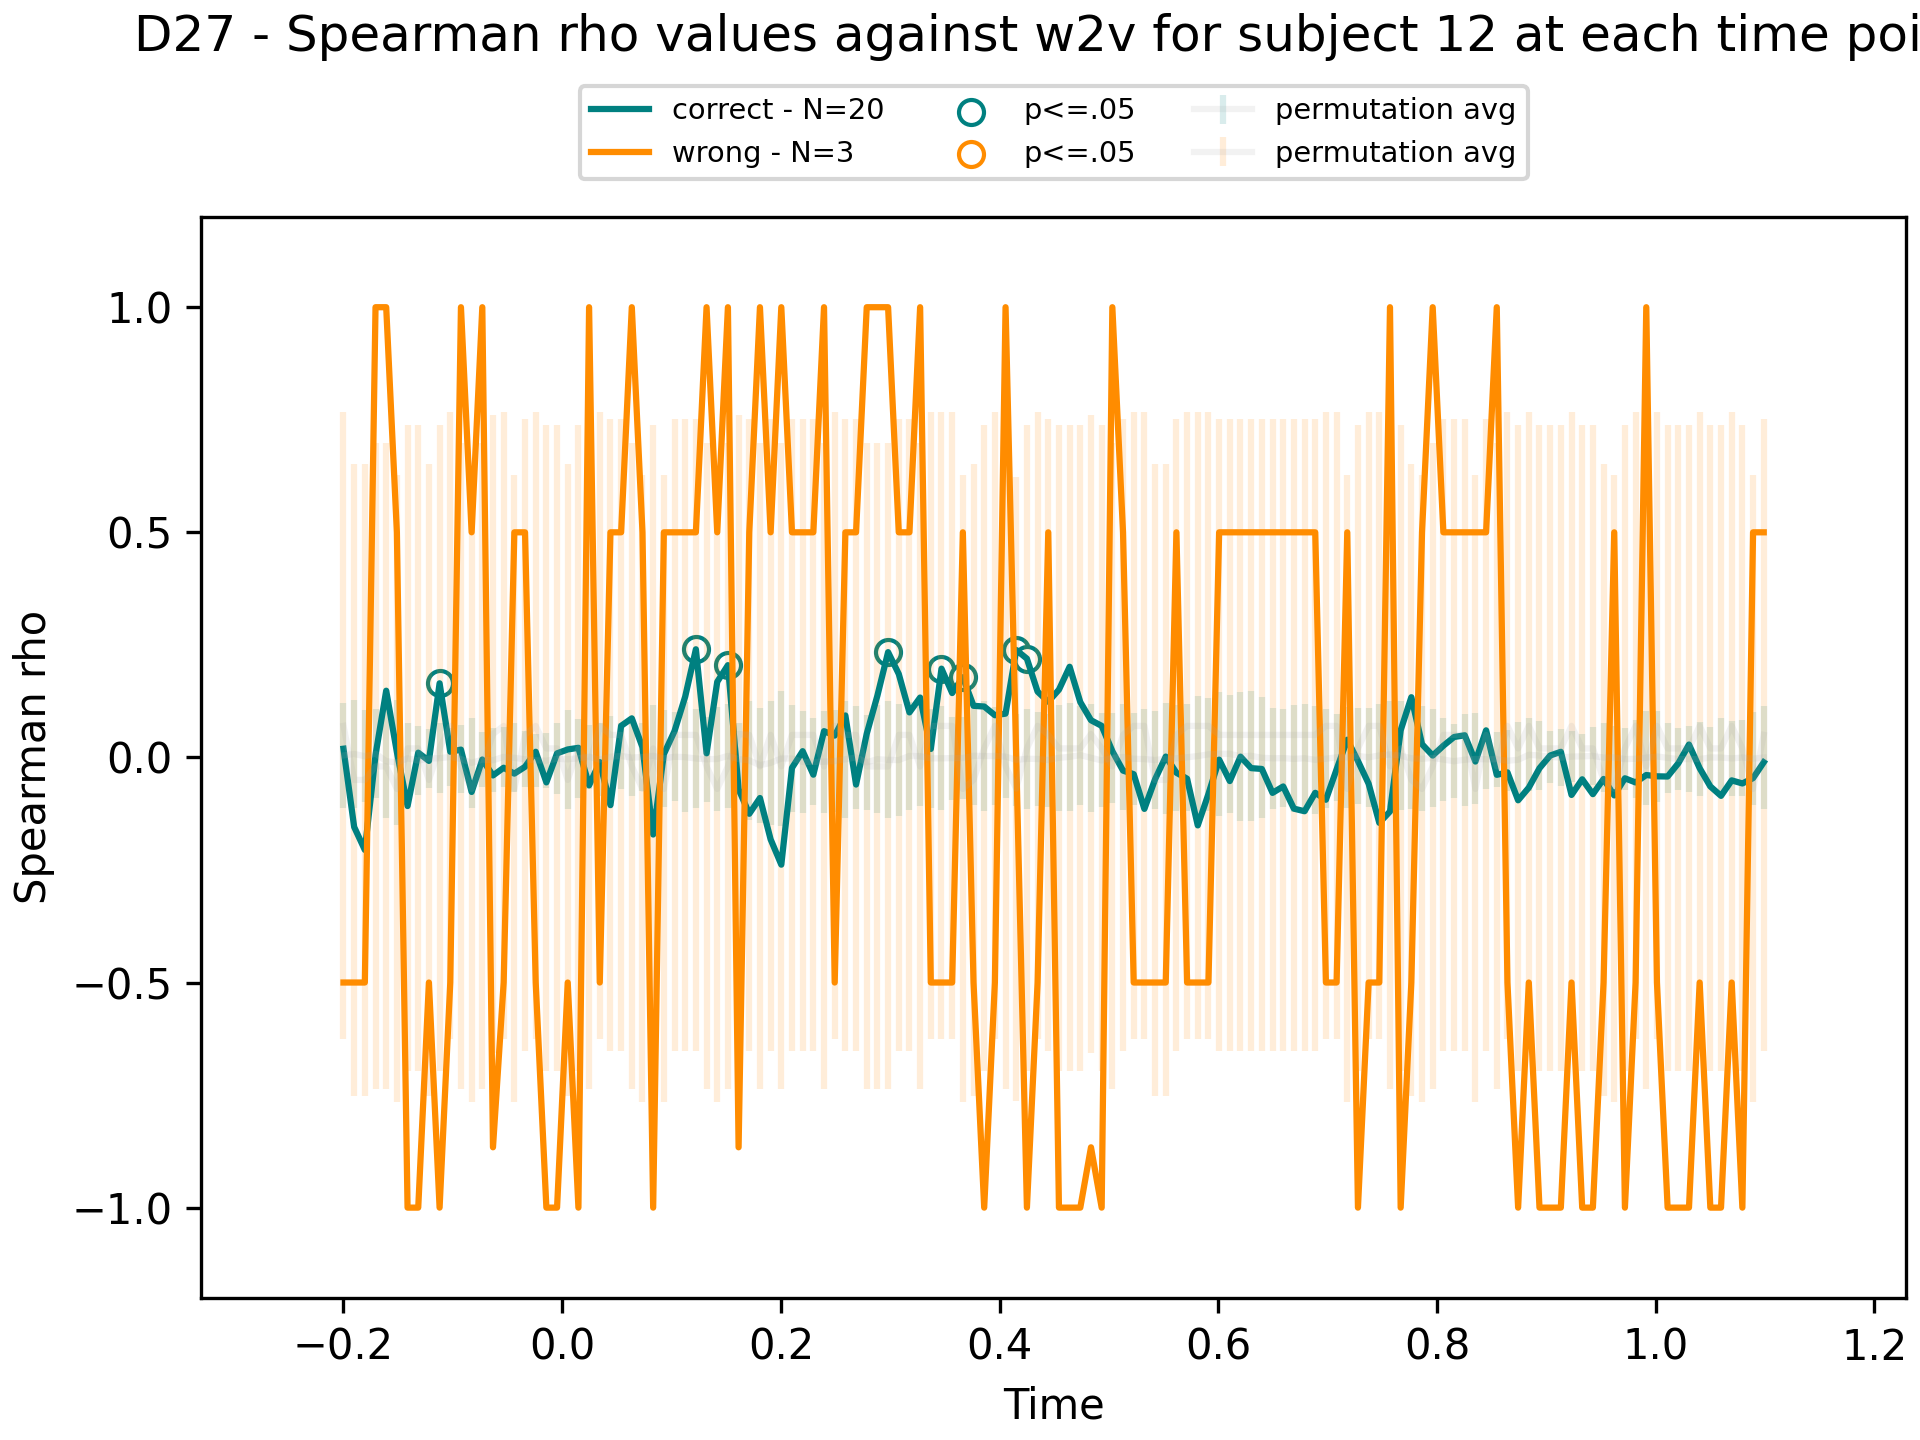 D27 - Spearman rho values against w2v for subject 12 at each time poi
correct - N=20
wrong - N=3
p<=.05
p<=.05
permutation avg
permutation avg
1.0
0.5
0.0
−0.5
−1.0
Spearman rho
−0.2 0.0 0.2 0.4 0.6 0.8 1.0 1.2
Time